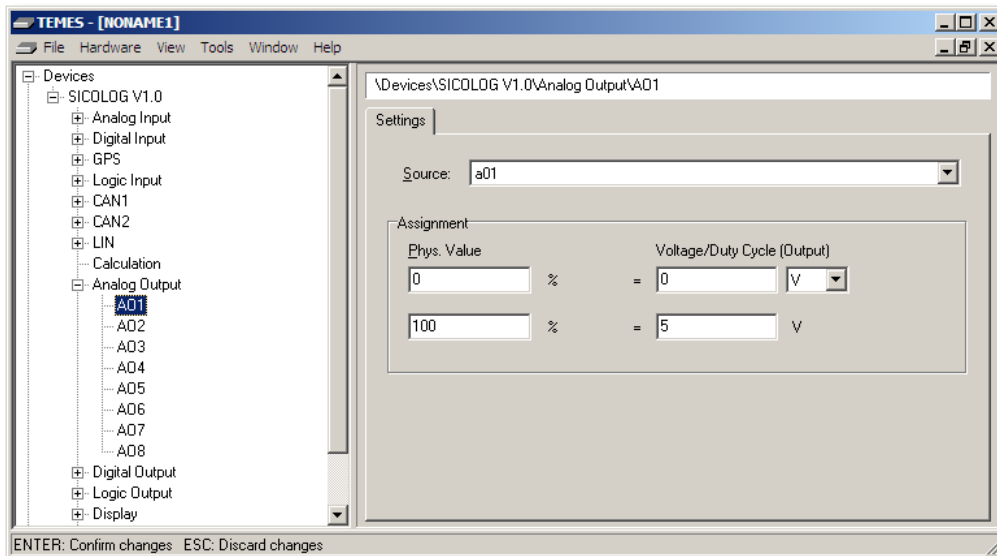 TEMES - [NONAME1]
File Hardware View Tools Window Help
Devices
SICOLOG V1.0
Analog Input
Digital Input
GPS
Logic Input
CAN1
CAN2
LIN
Calculation
Analog Output
AO1
AO2
AO3
AO4
AO5
AO6
AO7
AO8
Digital Output
Logic Output
Display
\Devices\SICOLOG V1.0\Analog Output\AO1
Settings
Source: a01
Assignment
Phys. Value Voltage/Duty Cycle (Output)
0 % = 0 V
100 % = 5 V
ENTER: Confirm changes ESC: Discard changes